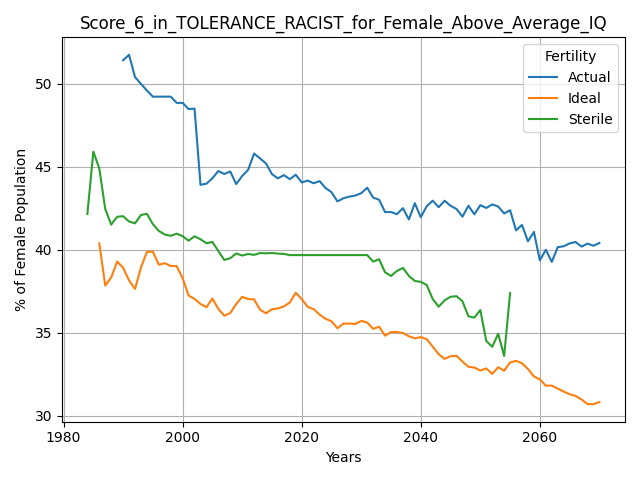 Score_6_in_TOLERANCE_RACIST_for_Female_Above_Average_IQ
Fertility
Actual
Ideal
Sterile
% of Female Population
50
45
40
35
30
1980
2000
2020
2040
2060
Years